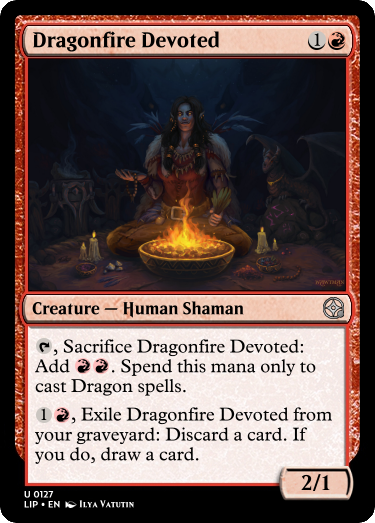 Dragonfire Devoted 1
Creature — Human Shaman
, Sacrifice Dragonfire Devoted:
Add . Spend this mana only to
cast Dragon spells.
1 , Exile Dragonfire Devoted from
your graveyard: Discard a card. If
you do, draw a card.
2/1
U 0127
LIP • EN Ilya Vatutin